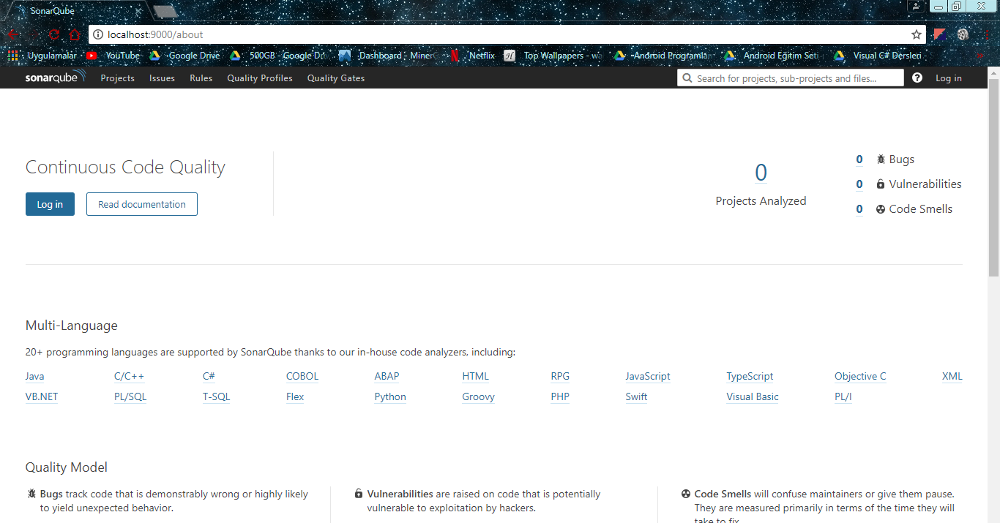 SonarQube
localhost:9000/about
Uygulamalar YouTube Google Drive 500GB - Google Dr Dashboard - Miner Netflix Top Wallpapers - wa Android Programlan Android Eğitim Seti Visual C# Dersleri -
sonarqube Projects Issues Rules Quality Profiles Quality Gates Search for projects, sub-projects and files... ? Log in
Continuous Code Quality
Log in Read documentation
0
Projects Analyzed
0 Bugs
0 Vulnerabilities
0 Code Smells
Multi-Language
20+ programming languages are supported by SonarQube thanks to our in-house code analyzers, including:
Java C/C++ C# COBOL ABAP HTML RPG JavaScript TypeScript Objective C XML
VB.NET PL/SQL T-SQL Flex Python Groovy PHP Swift Visual Basic PL/I
Quality Model
Bugs track code that is demonstrably wrong or highly likely
to yield unexpected behavior.
Vulnerabilities are raised on code that is potentially
vulnerable to exploitation by hackers.
Code Smells will confuse maintainers or give them pause.
They are measured primarily in terms of the time they will
take to fix.